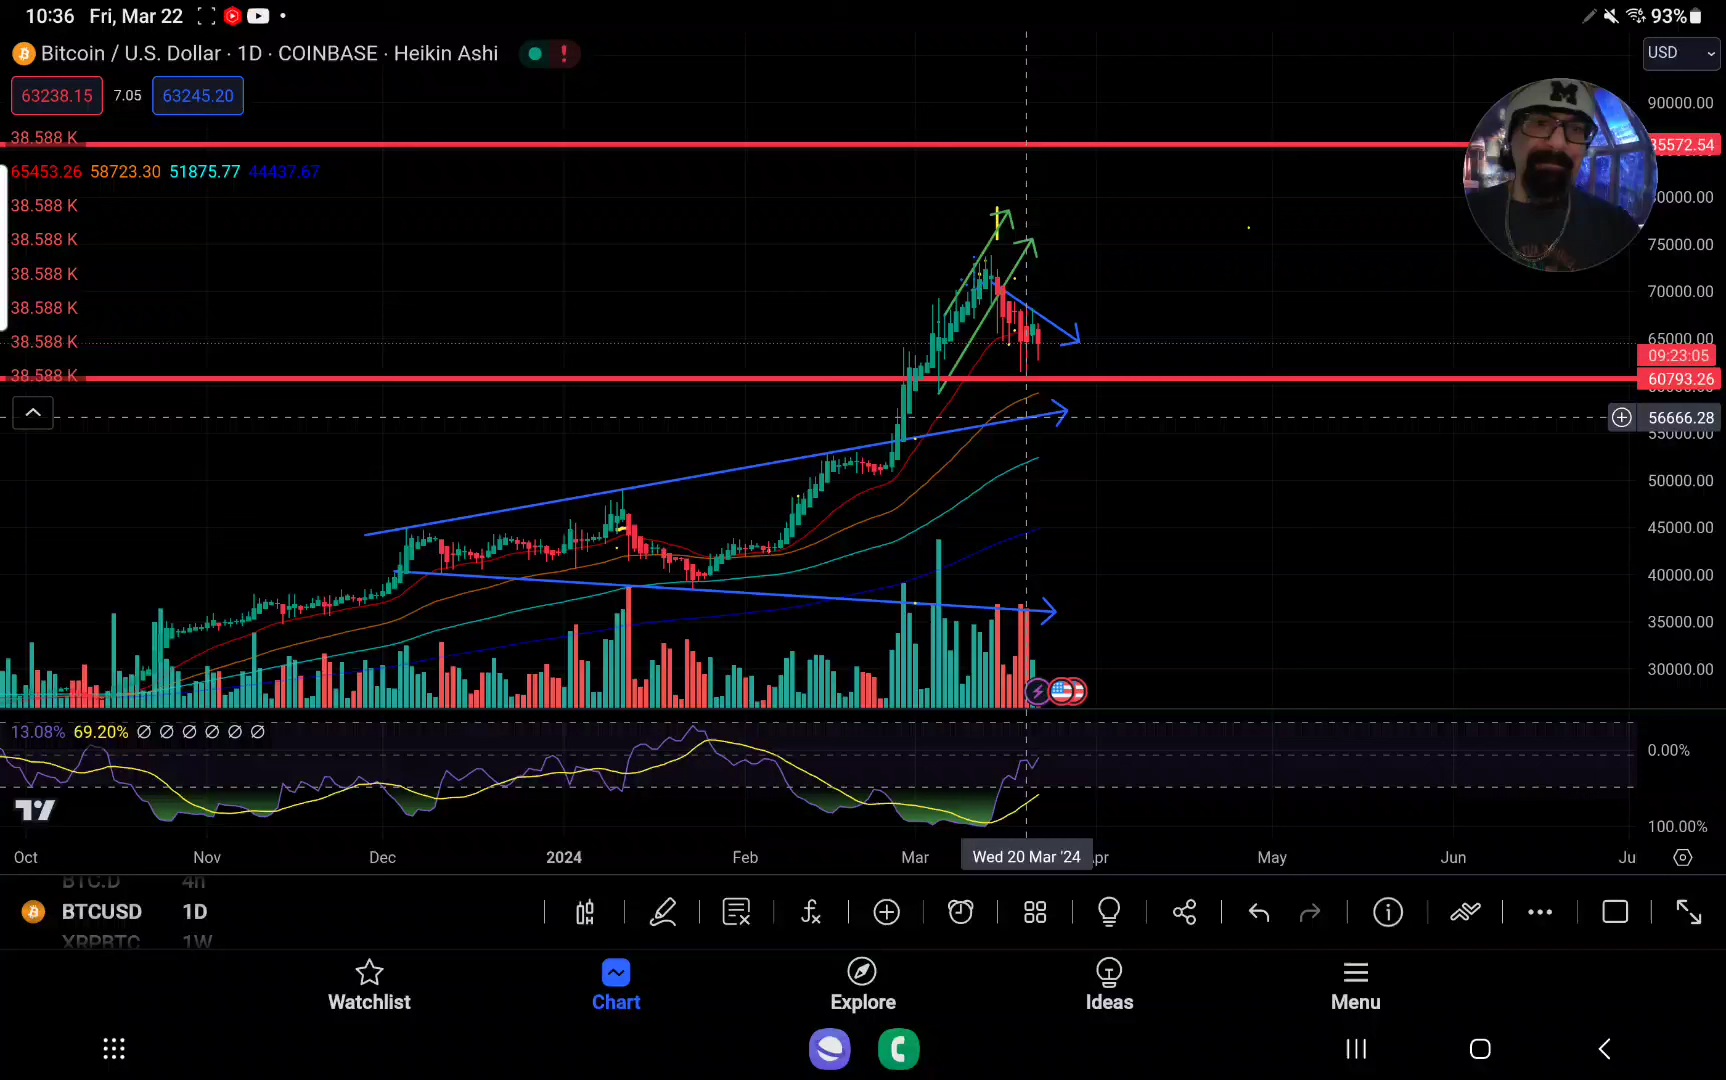 10:36 Fri, Mar 22
93%
Bitcoin / U.S. Dollar · 1D · COINBASE · Heikin Ashi
USD
63238.15 7.05 63245.20
90000.00
38.588 K
35572.54
65453.26 58723.30 51875.77 44437.67
38.588 K
80000.00
38.588 K
75000.00
38.588 K
70000.00
38.588 K
38.588 K
65000.00
09:23:05
38.588 K
60793.26
56666.28
55000.00
50000.00
45000.00
40000.00
35000.00
30000.00
13.08% 69.20% ∅ ∅ ∅ ∅ ∅ ∅
0.00%
100.00%
Oct Nov Dec 2024 Feb Mar Wed 20 Mar '24 pr May Jun Ju
BTC.D 4h
BTCUSD 1D
XRPBTC 1W
Watchlist Chart Explore Ideas Menu